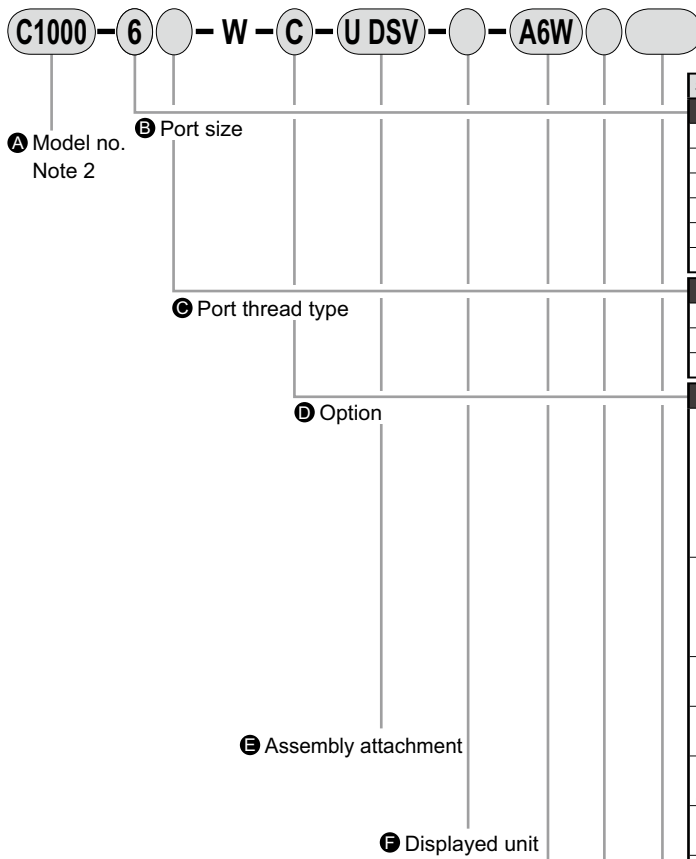 C1000 - 6 - W - C - U DSV - - A6W
B Port size
A Model no.
Note 2
C Port thread type
D Option
E Assembly attachment
F Displayed unit